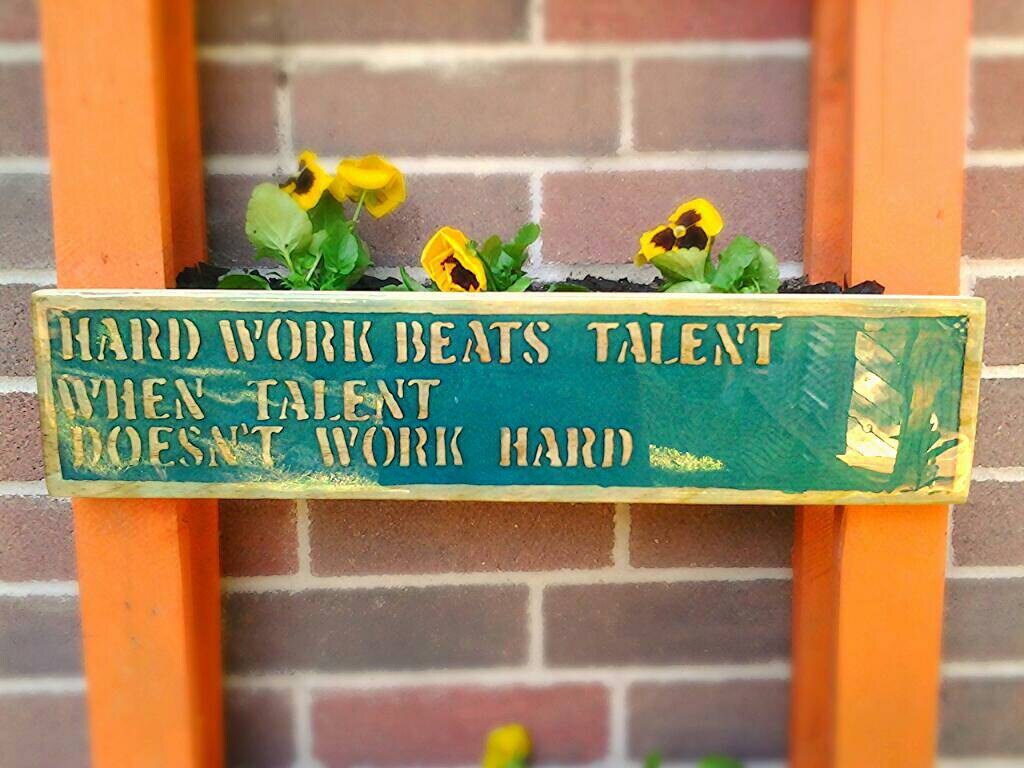 HARD WORK BEATS TALENT
WHEN TALENT
DOESN'T WORK HARD